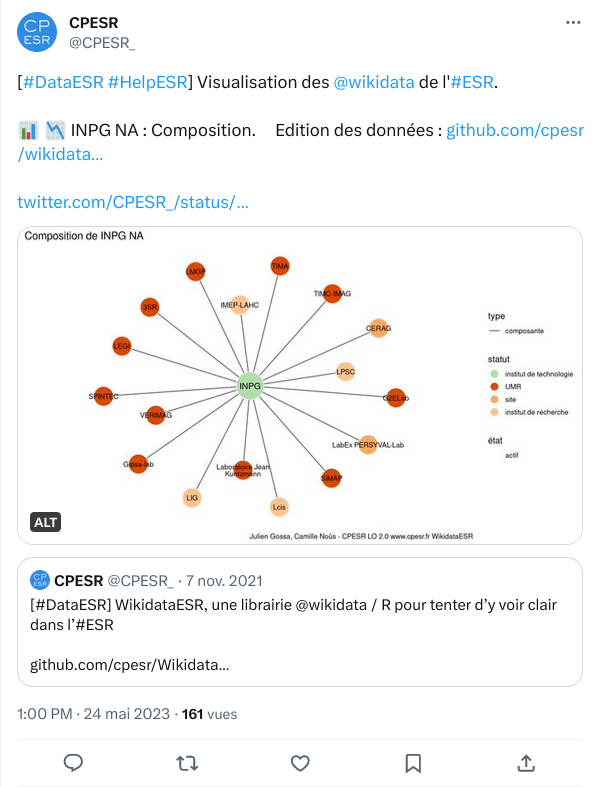 CP
ESR
CPESR
@CPESR_
[#DataESR #HelpESR] Visualisation des @wikidata de l'#ESR.
INPG NA : Composition. Edition des données : github.com/cpesr
/wikidata...
twitter.com/CPESR_/status/...
Composition de INPG NA
TIMA
LMGP
TIMC-IMAG
3SR
IMEP-LAHC
CERAG
LEGI
LPSC
INPG
SPINTEC
G2ELab
VERIMAG
LabEx PERSYVAL-Lab
Gipsa-lab
Laboratoire Jean
Kuntzmann
SIMAP
LIG
Lcis
type
composante
statut
institut de technologie
UMR
site
institut de recherche
état
actif
ALT
Julien Gossa, Camille Noûs - CPESR LO 2.0 www.cpesr.fr WikidataESR
CP
ESR
CPESR @CPESR_ · 7 nov. 2021
[#DataESR] WikidataESR, une librairie @wikidata / R pour tenter d'y voir clair
dans l'#ESR
github.com/cpesr/Wikidata...
1:00 PM · 24 mai 2023 · 161 vues